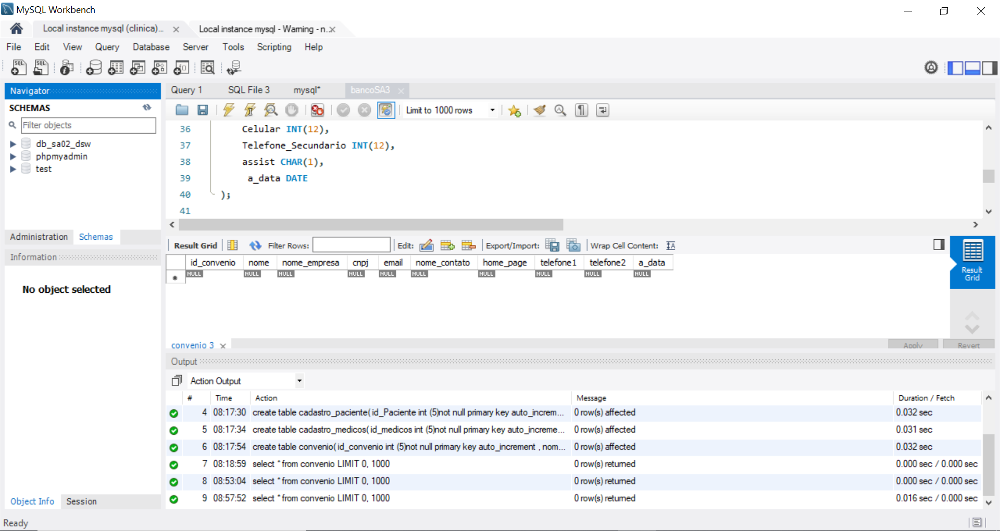 MySQL Workbench
Local instance mysql (clinica)...
Local instance mysql - Warning - n...
File Edit View Query Database Server Tools Scripting Help
Navigator
SCHEMAS
Filter objects
db_sa02_dsw
phpmyadmin
test
Administration Schemas
Information
No object selected
Object Info Session
Query 1 SQL File 3 mysql* bancoSA3
Limit to 1000 rows
36 Celular INT(12),
37 Telefone_Secundario INT(12),
38 assist CHAR(1),
39 a_data DATE
40 );
41
Result Grid Filter Rows: Edit: Export/Import: Wrap Cell Content:
id_convenio nome nome_empresa cnpj email nome_contato home_page telefone1 telefone2 a_data
NULL NULL NULL NULL NULL NULL NULL NULL NULL NULL
Result
Grid
convenio 3
Apply Revert
Output
Action Output
# Time Action Message Duration / Fetch
4 08:17:30 create table cadastro_paciente( id_Paciente int (5)not null primary key auto_increm... 0 row(s) affected 0.032 sec
5 08:17:34 create table cadastro_medicos( id_medicos int (5)not null primary key auto_increme... 0 row(s) affected 0.031 sec
6 08:17:54 create table convenio( id_convenio int (5)not null primary key auto_increment , nom... 0 row(s) affected 0.032 sec
7 08:18:59 select * from convenio LIMIT 0, 1000 0 row(s) returned 0.000 sec / 0.000 sec
8 08:53:04 select * from convenio LIMIT 0, 1000 0 row(s) returned 0.000 sec / 0.000 sec
9 08:57:52 select * from convenio LIMIT 0, 1000 0 row(s) returned 0.016 sec / 0.000 sec
Ready